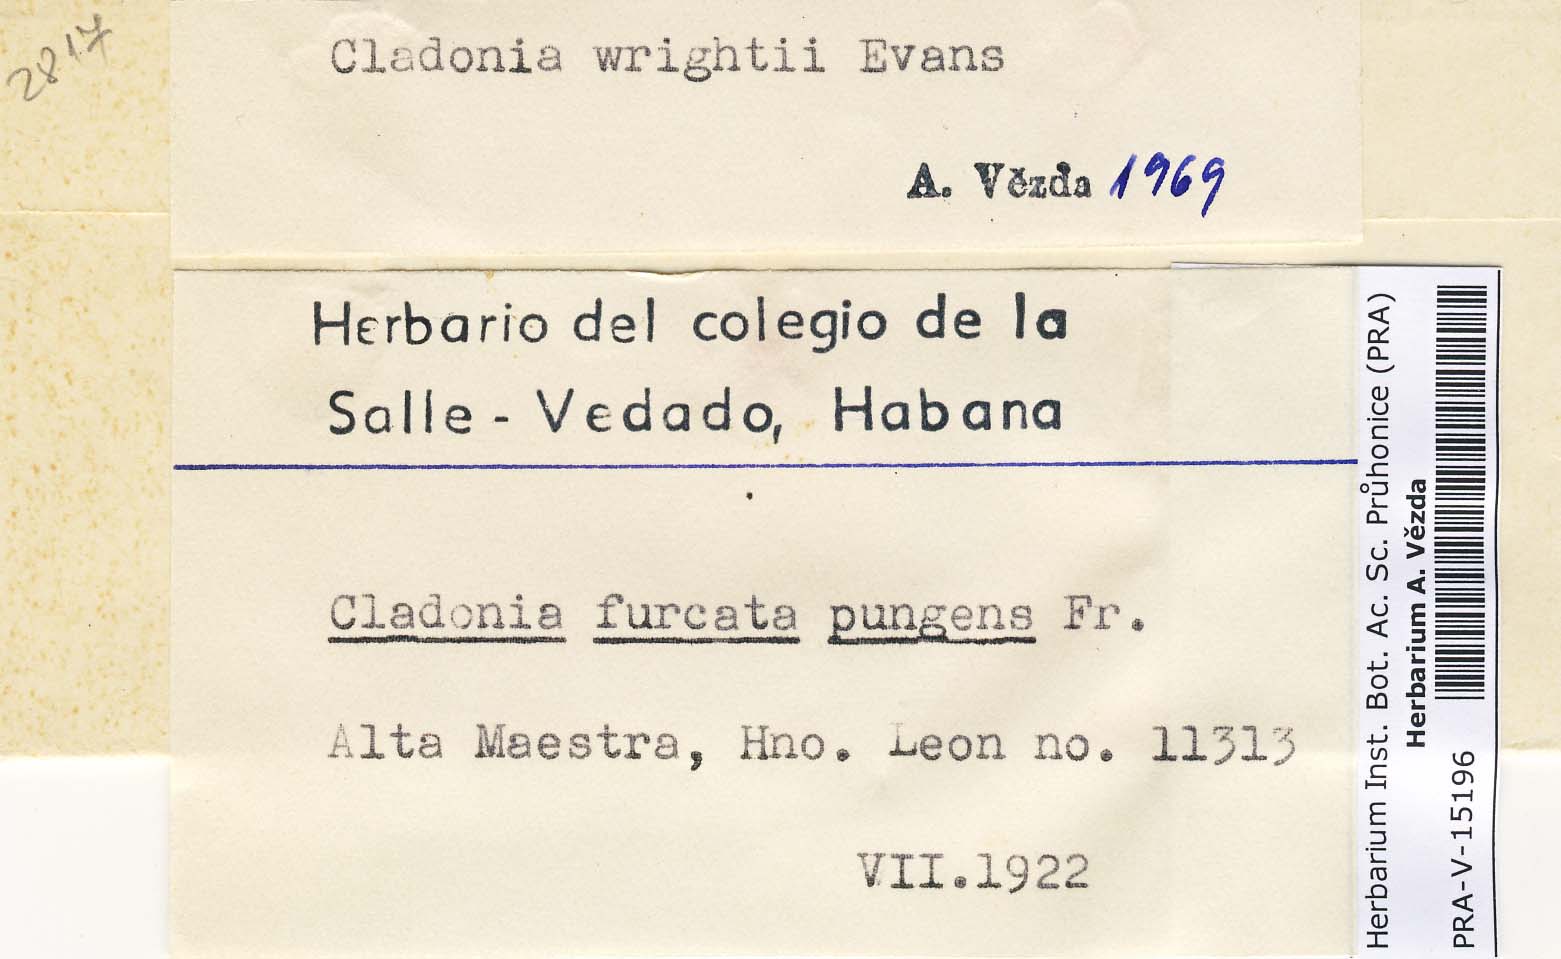 2817
Cladonia wrightii Evans
A. Vězda 1969
Herbario del colegio de la
Salle - Vedado, Habana
Cladonia furcata pungens Fr.
Alta Maestra, Hno. Leon no. 11313
VII.1922
Herbarium Inst. Bot. Ac. Sc. Průhonice (PRA)
Herbarium A. Vězda
PRA-V-15196